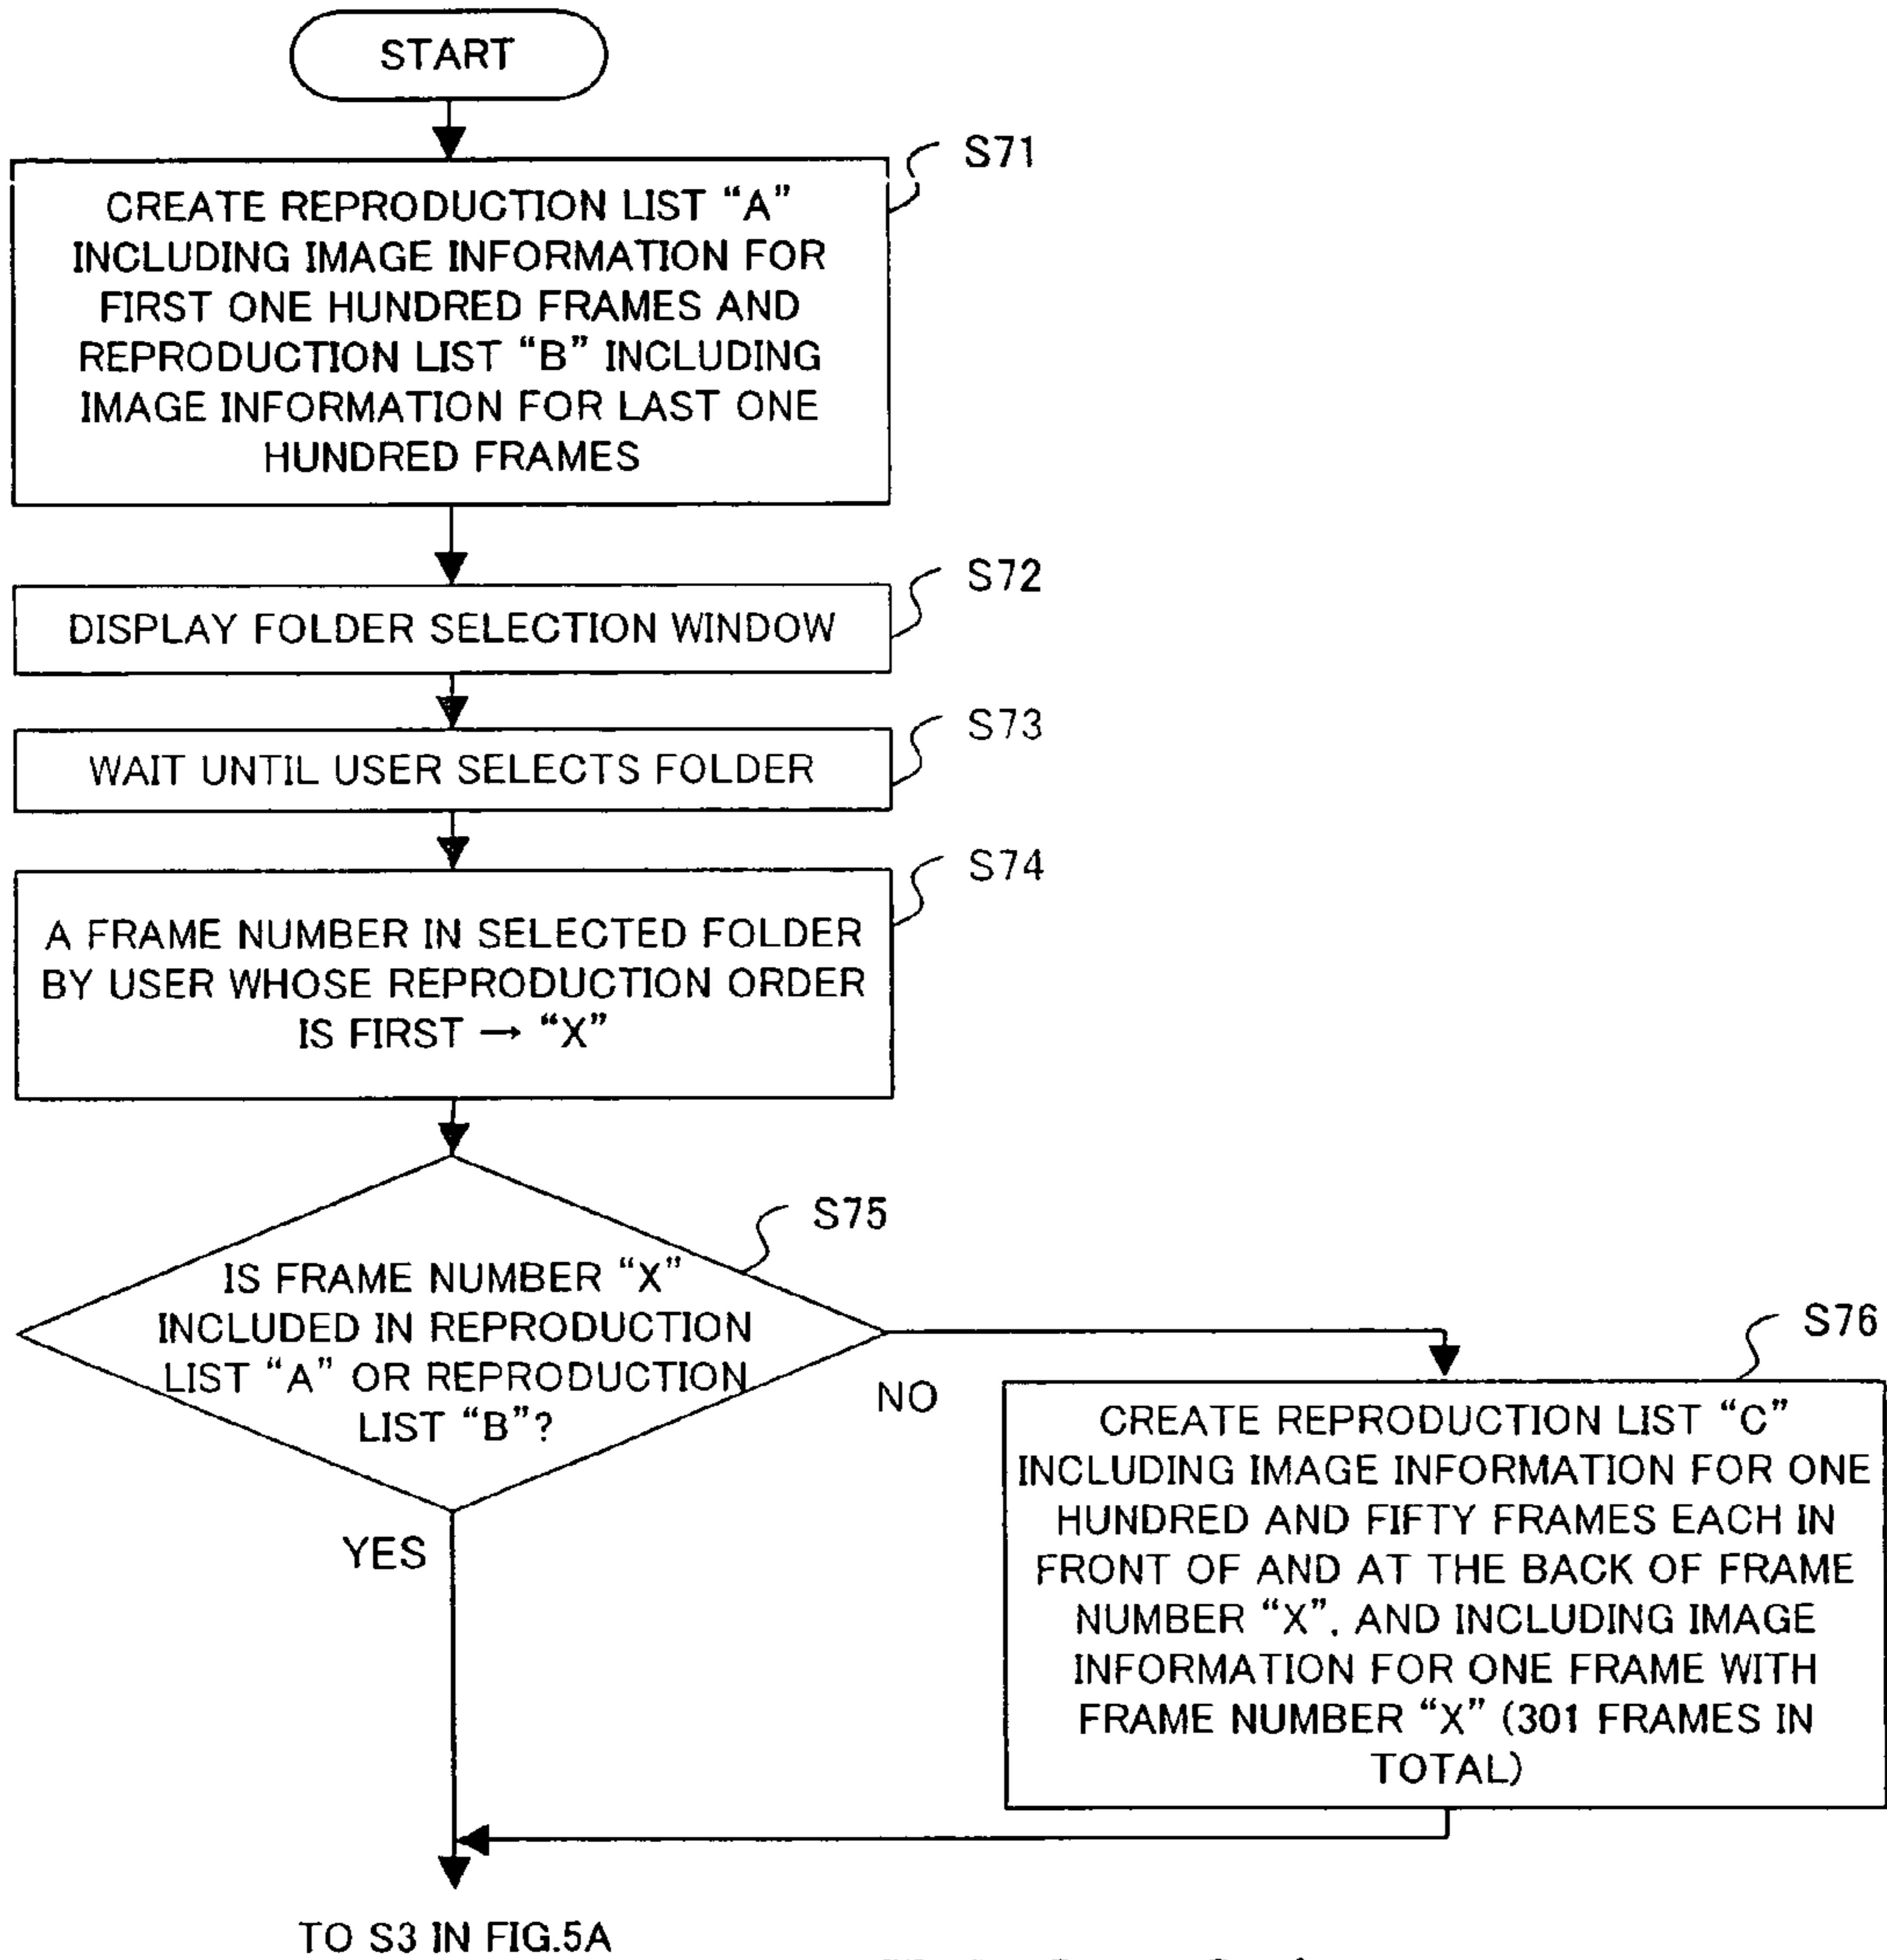 START
S71
CREATE REPRODUCTION LIST “A”
INCLUDING IMAGE INFORMATION FOR
FIRST ONE HUNDRED FRAMES AND
REPRODUCTION LIST “B” INCLUDING
IMAGE INFORMATION FOR LAST ONE
HUNDRED FRAMES
S72
DISPLAY FOLDER SELECTION WINDOW
S73
WAIT UNTIL USER SELECTS FOLDER
S74
A FRAME NUMBER IN SELECTED FOLDER
BY USER WHOSE REPRODUCTION ORDER
IS FIRST → “X”
S75
IS FRAME NUMBER “X”
INCLUDED IN REPRODUCTION
LIST “A” OR REPRODUCTION
LIST “B”?
NO
YES
S76
CREATE REPRODUCTION LIST “C”
INCLUDING IMAGE INFORMATION FOR ONE
HUNDRED AND FIFTY FRAMES EACH IN
FRONT OF AND AT THE BACK OF FRAME
NUMBER “X”, AND INCLUDING IMAGE
INFORMATION FOR ONE FRAME WITH
FRAME NUMBER “X” (301 FRAMES IN
TOTAL)
TO S3 IN FIG.5A